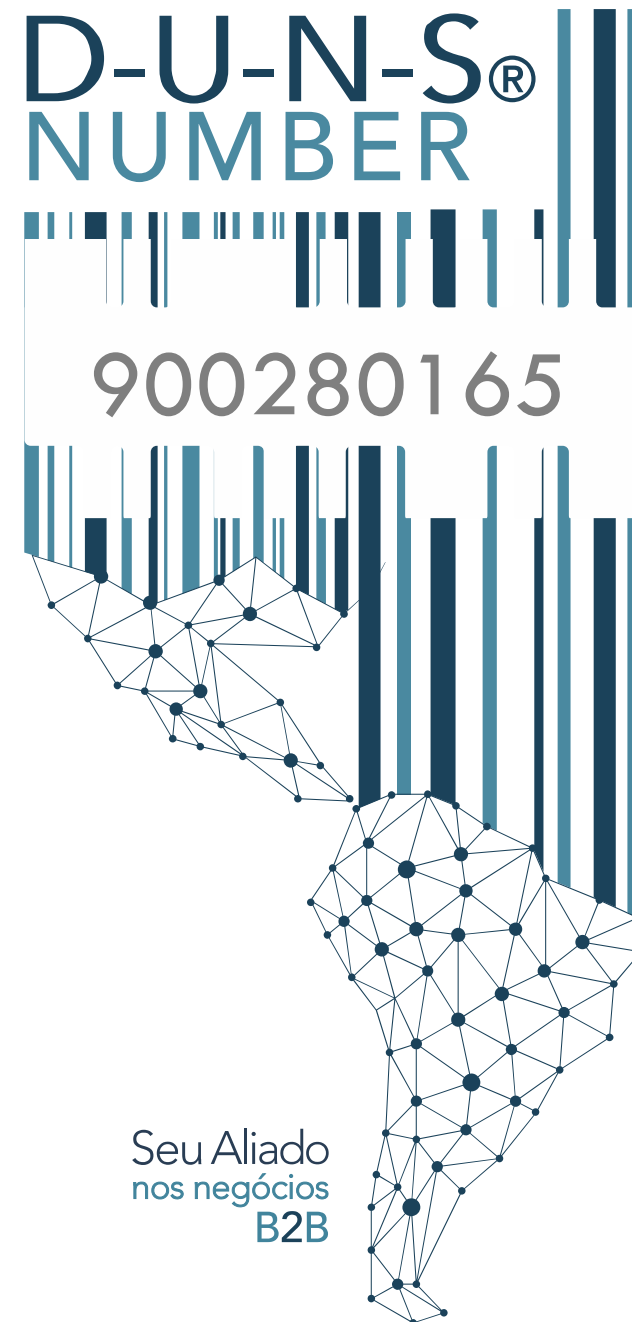 D-U-N-S®
NUMBER
900280165
Seu Aliado
nos negócios
B2B